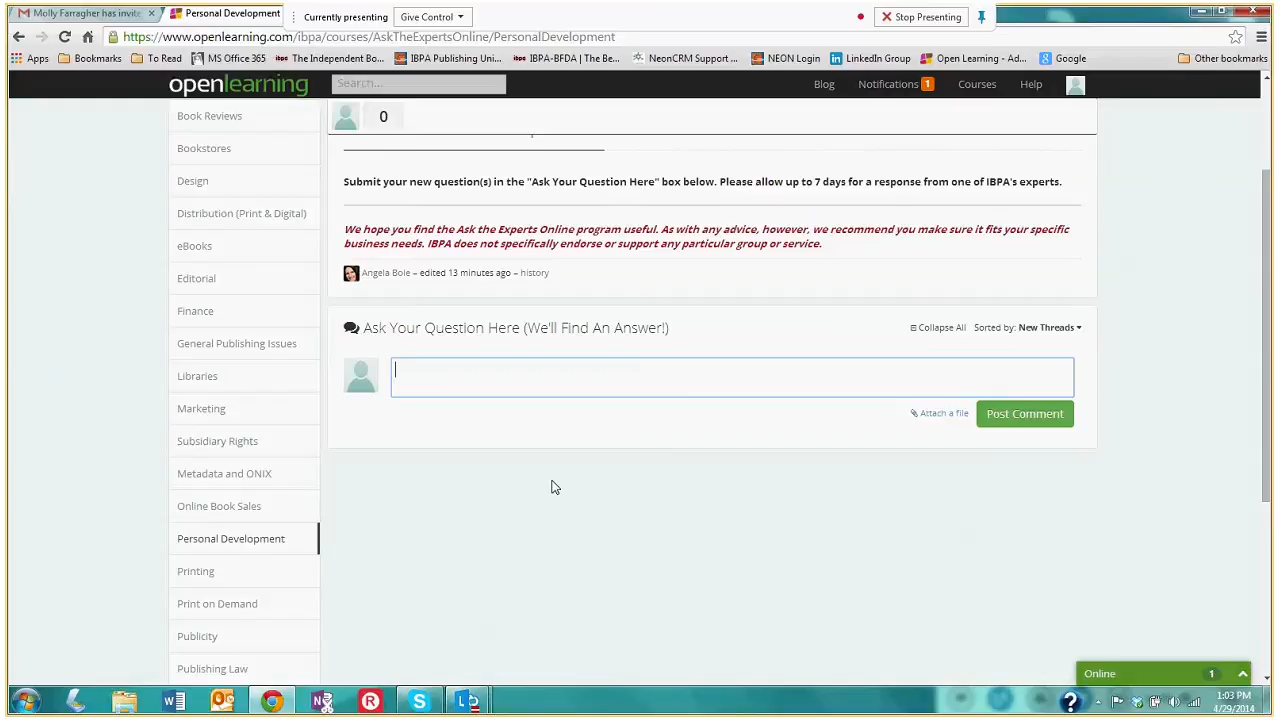 Molly Farragher has invite
Personal Development
Currently presenting
Give Control
Stop Presenting
https://www.openlearning.com/ibpa/courses/AskTheExpertsOnline/PersonalDevelopment
Apps
Bookmarks
To Read
MS Office 365
The Independent Bo...
IBPA Publishing Uni...
IBPA-BFDA | The Be...
NeonCRM Support ...
NEON Login
LinkedIn Group
Open Learning - Ad...
Google
Other bookmarks
openlearning
Search...
Blog
Notifications 1
Courses
Help
0
Book Reviews
Bookstores
Design
Distribution (Print & Digital)
eBooks
Editorial
Finance
General Publishing Issues
Libraries
Marketing
Subsidiary Rights
Metadata and ONIX
Online Book Sales
Personal Development
Printing
Print on Demand
Publicity
Publishing Law
Submit your new question(s) in the "Ask Your Question Here" box below. Please allow up to 7 days for a response from one of IBPA's experts.
We hope you find the Ask the Experts Online program useful. As with any advice, however, we recommend you make sure it fits your specific
business needs. IBPA does not specifically endorse or support any particular group or service.
Angela Bole – edited 13 minutes ago – history
Ask Your Question Here (We'll Find An Answer!)
Collapse All
Sorted by: New Threads
Attach a file
Post Comment
Online 1
1:03 PM
4/29/2014